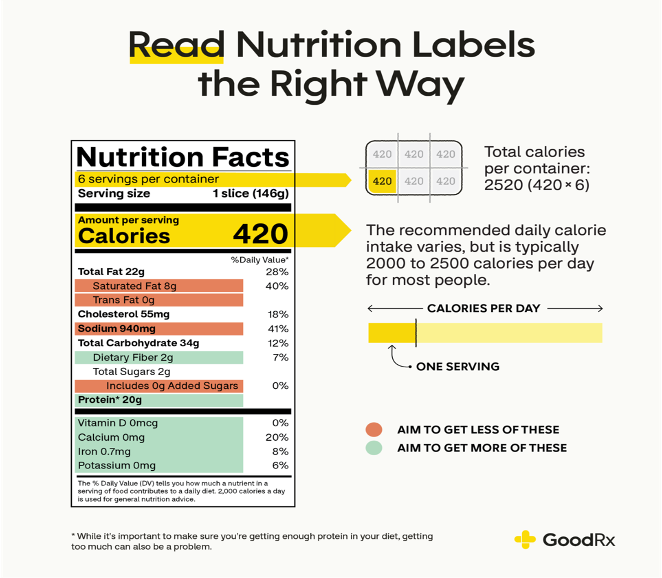 Read Nutrition Labels
the Right Way
Nutrition Facts
6 servings per container
Serving size 1 slice (146g)
Amount per serving
Calories 420
%Daily Value*
Total Fat 22g 28%
Saturated Fat 8g 40%
Trans Fat 0g
Cholesterol 55mg 18%
Sodium 940mg 41%
Total Carbohydrate 34g 12%
Dietary Fiber 2g 7%
Total Sugars 2g
Includes 0g Added Sugars 0%
Protein* 20g
Vitamin D 0mcg 0%
Calcium 0mg 20%
Iron 0.7mg 8%
Potassium 0mg 6%
The % Daily Value (DV) tells you how much a nutrient in a
serving of food contributes to a daily diet. 2,000 calories a day
is used for general nutrition advice.
420 420 420
420 420 420
Total calories
per container:
2520 (420 × 6)
The recommended daily calorie
intake varies, but is typically
2000 to 2500 calories per day
for most people.
CALORIES PER DAY
ONE SERVING
AIM TO GET LESS OF THESE
AIM TO GET MORE OF THESE
* While it's important to make sure you're getting enough protein in your diet, getting
too much can also be a problem.
GoodRx